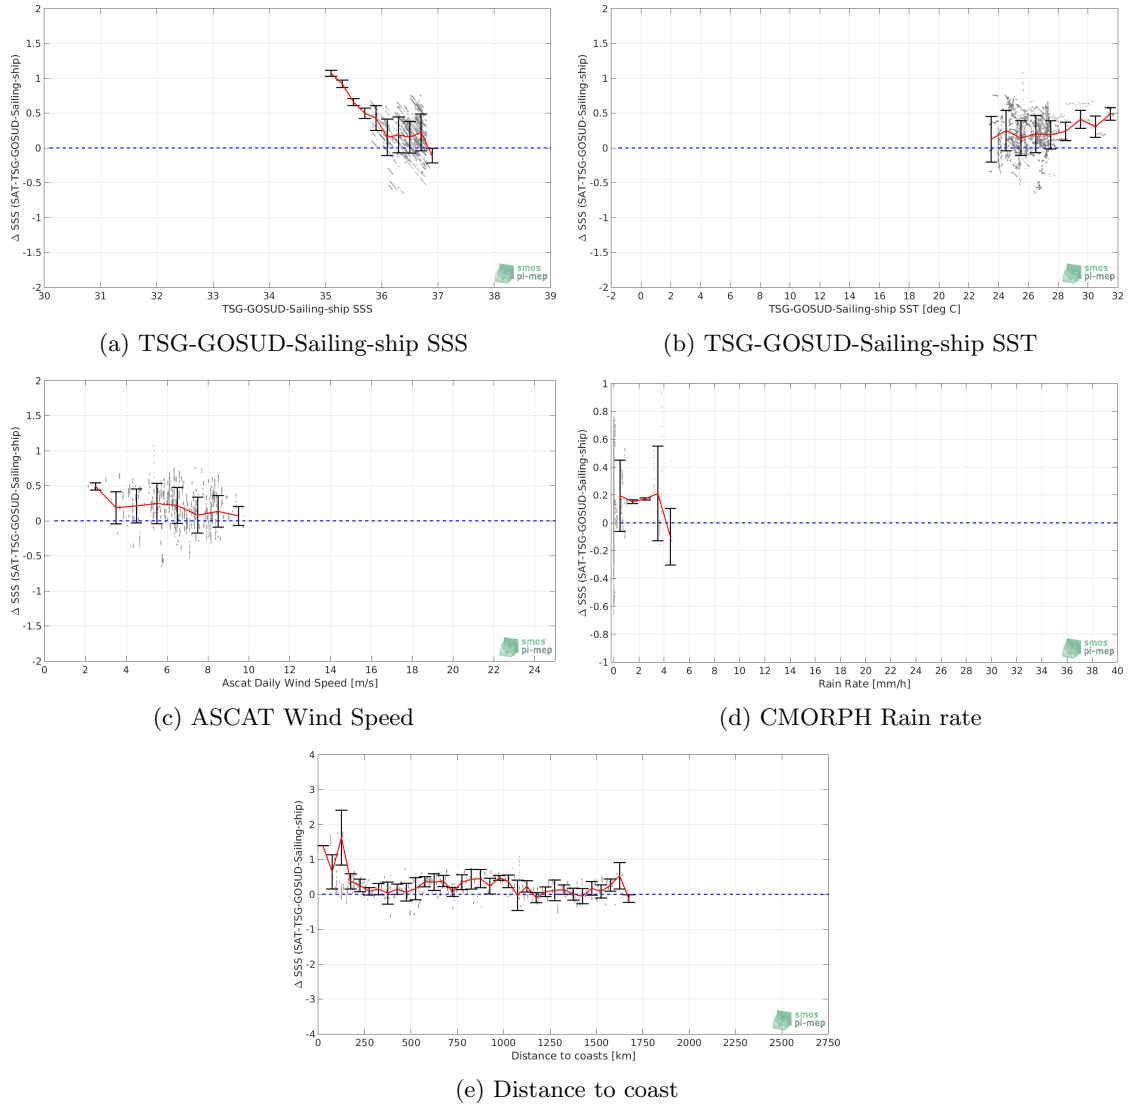 2
1.5
1
0.5
0
-0.5
-1
-1.5
-2
Δ SSS (SAT-TSG-GOSUD-Sailing-ship)
30 31 32 33 34 35 36 37 38 39
TSG-GOSUD-Sailing-ship SSS
smos
pi-mep
(a) TSG-GOSUD-Sailing-ship SSS
2
1.5
1
0.5
0
-0.5
-1
-1.5
-2
Δ SSS (SAT-TSG-GOSUD-Sailing-ship)
-2 0 2 4 6 8 10 12 14 16 18 20 22 24 26 28 30 32
TSG-GOSUD-Sailing-ship SST [deg C]
smos
pi-mep
(b) TSG-GOSUD-Sailing-ship SST
2
1.5
1
0.5
0
-0.5
-1
-1.5
-2
Δ SSS (SAT-TSG-GOSUD-Sailing-ship)
0 2 4 6 8 10 12 14 16 18 20 22 24
Ascat Daily Wind Speed [m/s]
smos
pi-mep
(c) ASCAT Wind Speed
1
0.8
0.6
0.4
0.2
0
-0.2
-0.4
-0.6
-0.8
-1
Δ SSS (SAT-TSG-GOSUD-Sailing-ship)
0 2 4 6 8 10 12 14 16 18 20 22 24 26 28 30 32 34 36 38 40
Rain Rate [mm/h]
smos
pi-mep
(d) CMORPH Rain rate
4
3
2
1
0
-1
-2
-3
-4
Δ SSS (SAT-TSG-GOSUD-Sailing-ship)
0 250 500 750 1000 1250 1500 1750 2000 2250 2500 2750
Distance to coasts [km]
smos
pi-mep
(e) Distance to coast